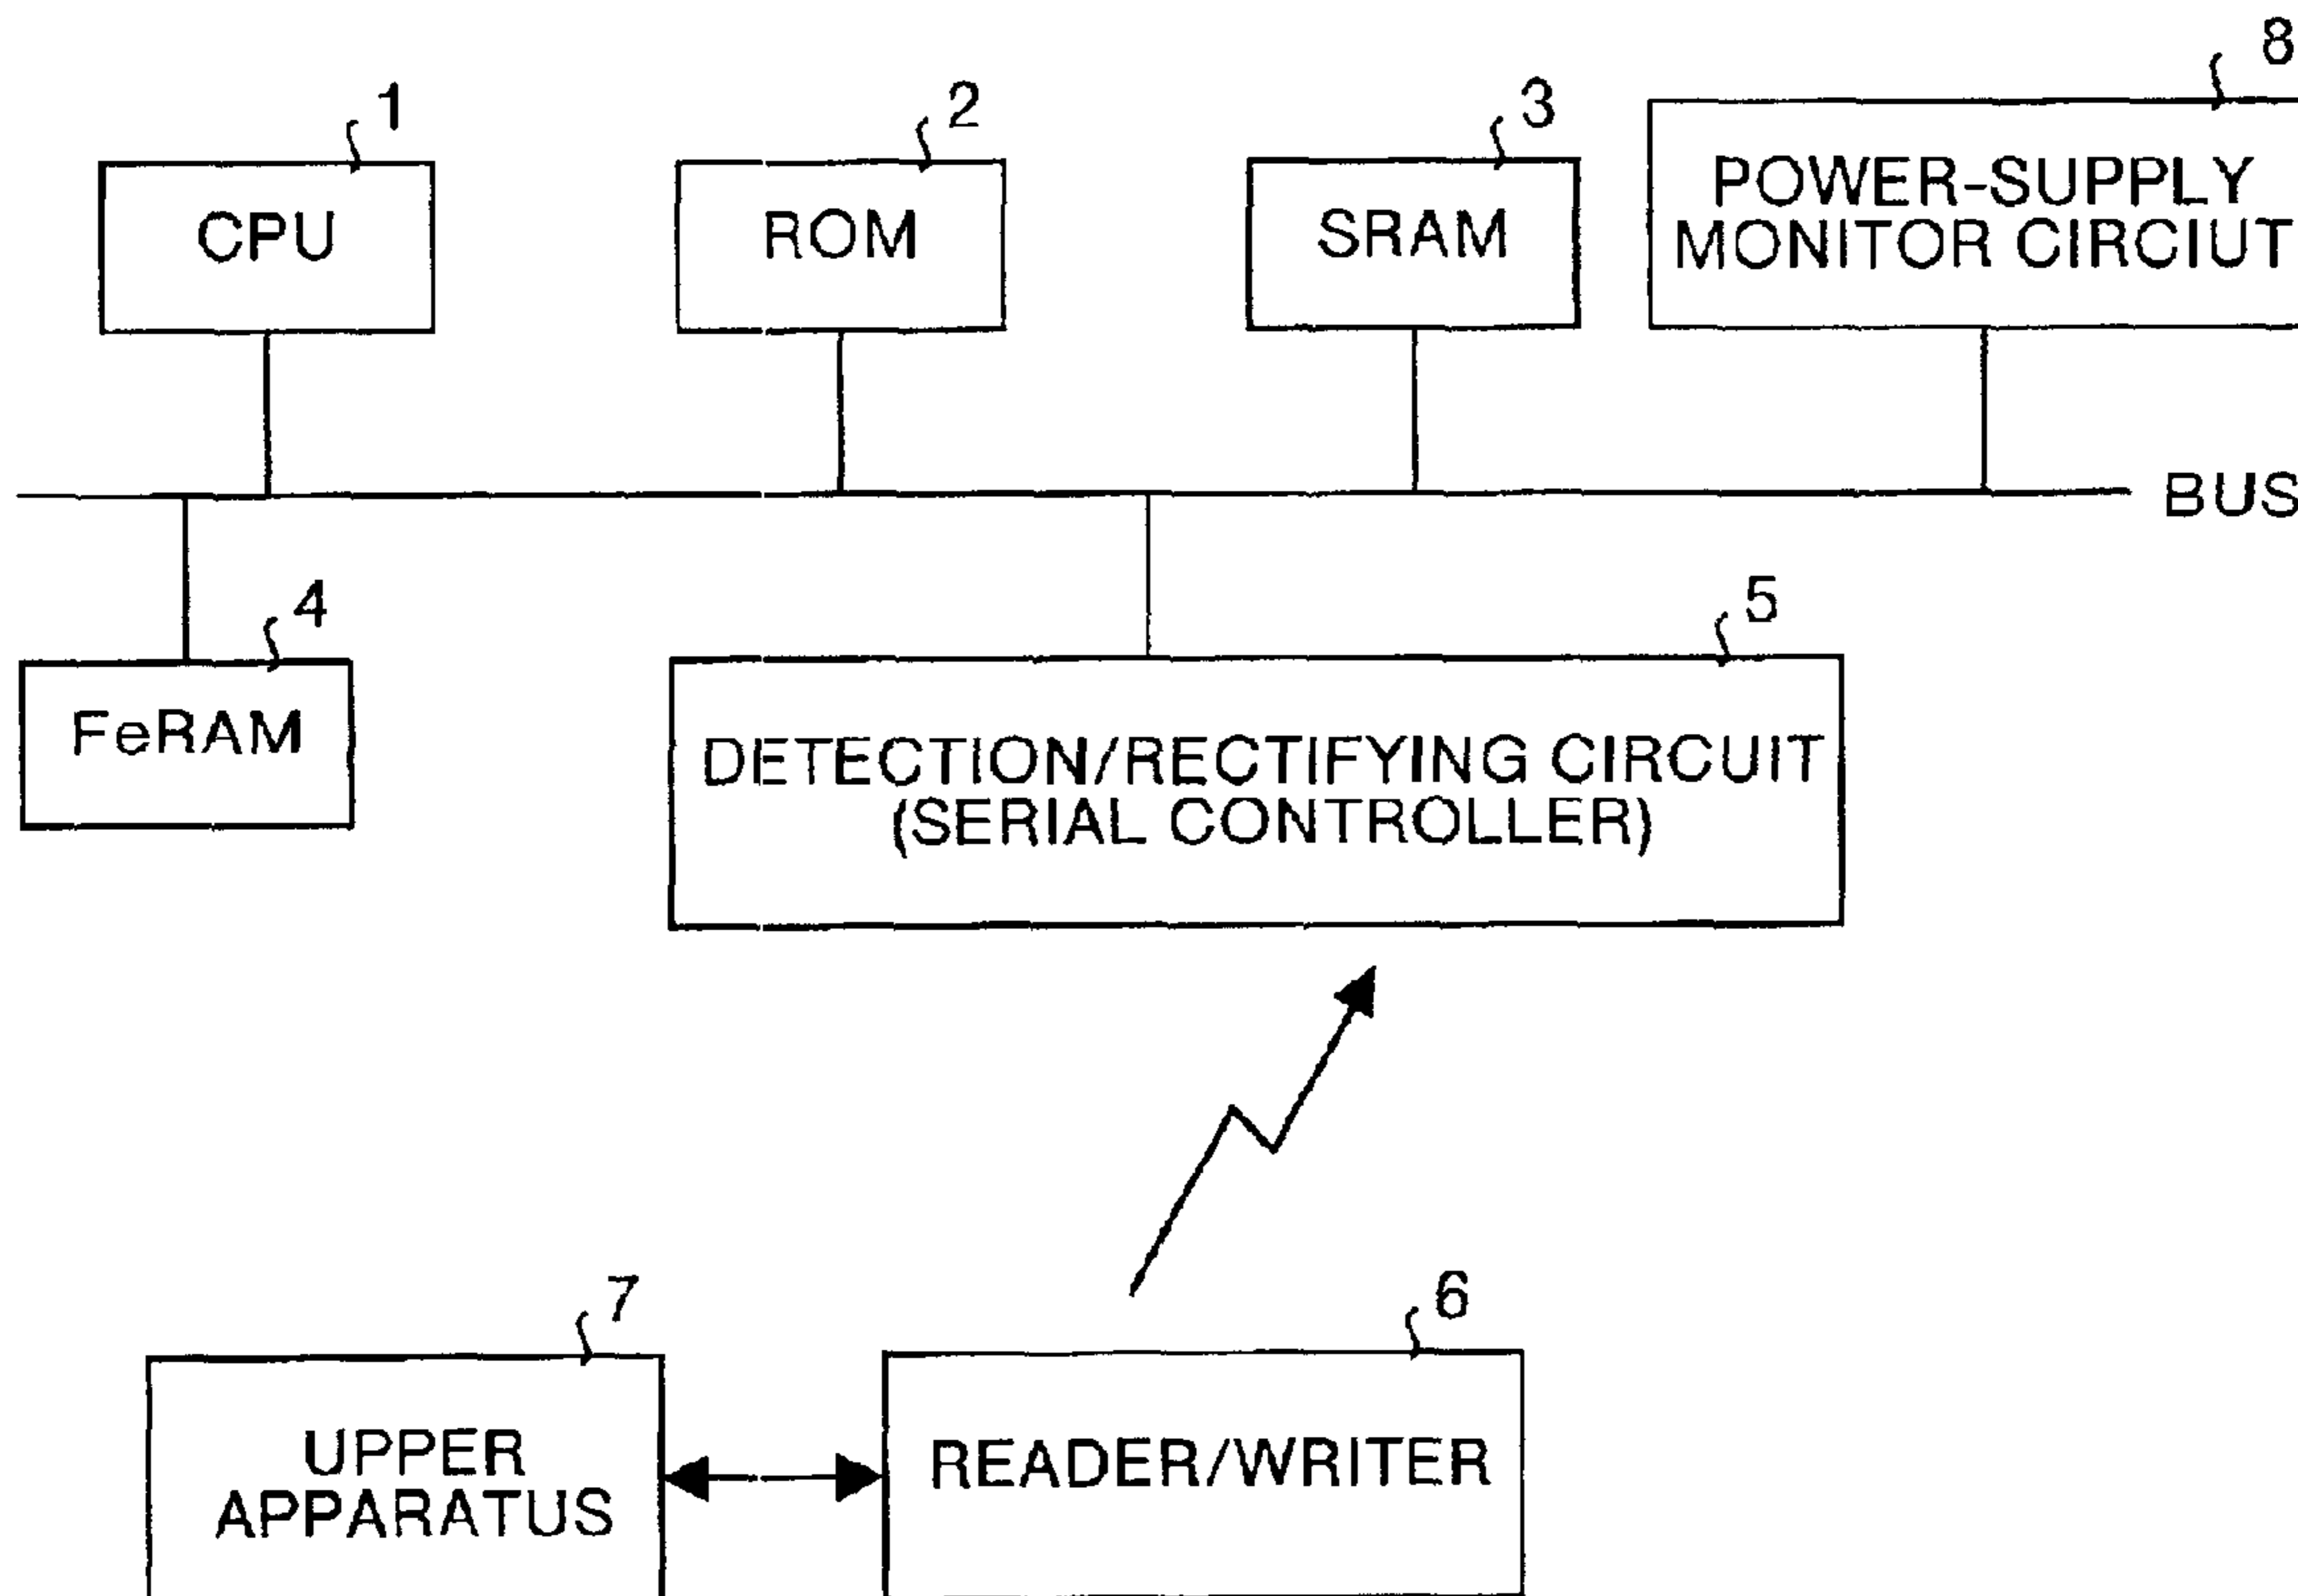 8
1
2
3
CPU
ROM
SRAM
POWER-SUPPLY
MONITOR CIRCIUT
BUS
4
5
FeRAM
DETECTION/RECTIFYING CIRCUIT
(SERIAL CONTROLLER)
7
6
UPPER
APPARATUS
READER/WRITER